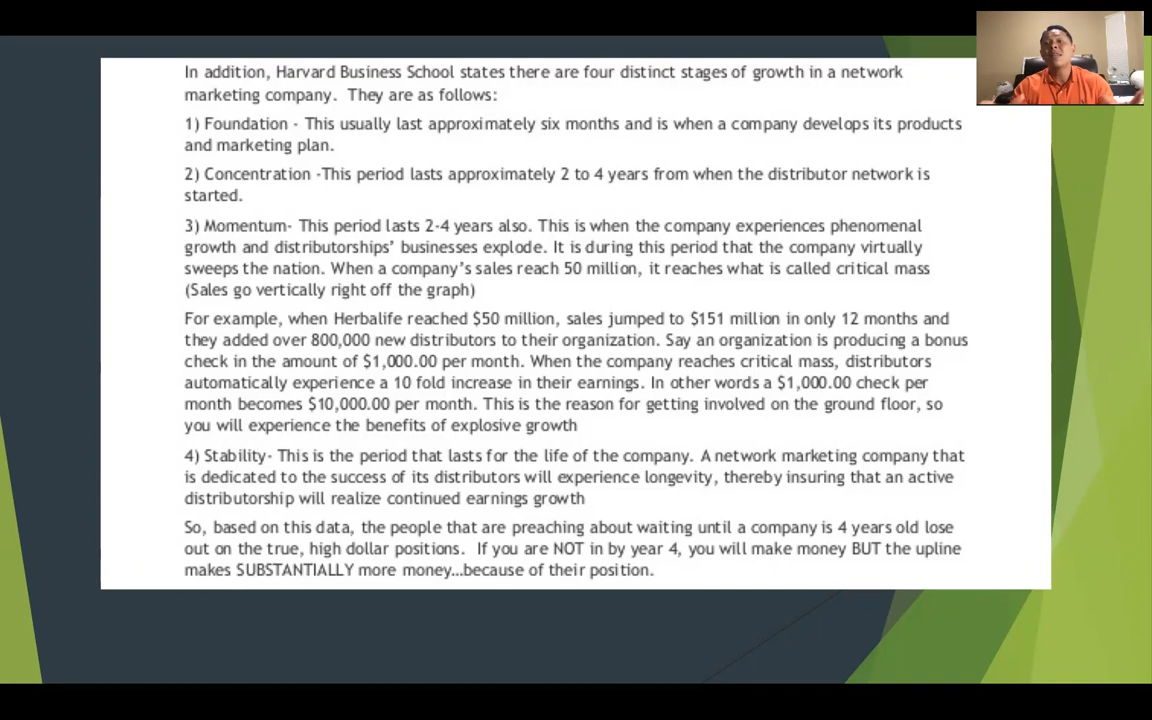 In addition, Harvard Business School states there are four distinct stages of growth in a network
marketing company.  They are as follows:
1) Foundation - This usually last approximately six months and is when a company develops its products
and marketing plan.
2) Concentration -This period lasts approximately 2 to 4 years from when the distributor network is
started.
3) Momentum- This period lasts 2-4 years also. This is when the company experiences phenomenal
growth and distributorships’ businesses explode. It is during this period that the company virtually
sweeps the nation. When a company’s sales reach 50 million, it reaches what is called critical mass
(Sales go vertically right off the graph)
For example, when Herbalife reached $50 million, sales jumped to $151 million in only 12 months and
they added over 800,000 new distributors to their organization. Say an organization is producing a bonus
check in the amount of $1,000.00 per month. When the company reaches critical mass, distributors
automatically experience a 10 fold increase in their earnings. In other words a $1,000.00 check per
month becomes $10,000.00 per month. This is the reason for getting involved on the ground floor, so
you will experience the benefits of explosive growth
4) Stability- This is the period that lasts for the life of the company. A network marketing company that
is dedicated to the success of its distributors will experience longevity, thereby insuring that an active
distributorship will realize continued earnings growth
So, based on this data, the people that are preaching about waiting until a company is 4 years old lose
out on the true, high dollar positions.  If you are NOT in by year 4, you will make money BUT the upline
makes SUBSTANTIALLY more money…because of their position.